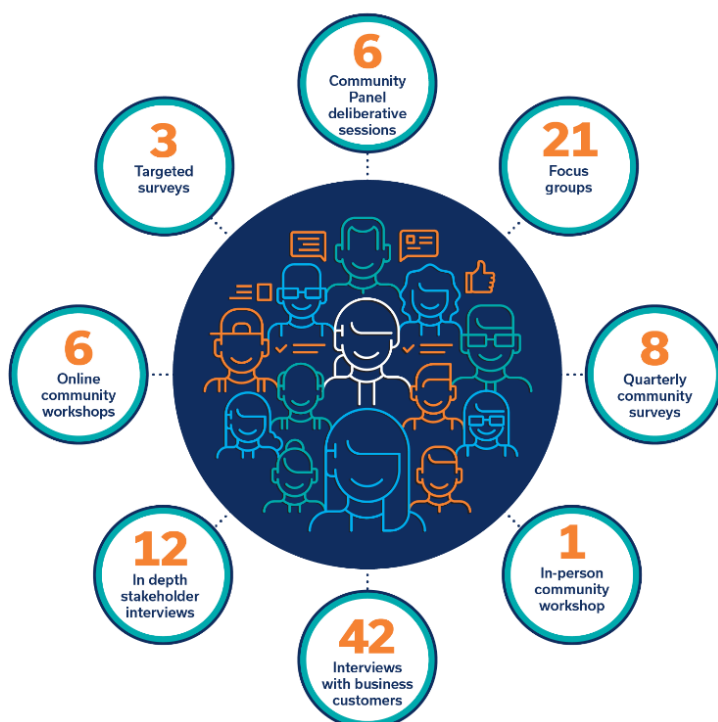 6
Community
Panel
deliberative
sessions
21
Focus
groups
8
Quarterly
community
surveys
1
In-person
community
workshop
42
Interviews
with business
customers
12
In depth
stakeholder
interviews
6
Online
community
workshops
3
Targeted
surveys